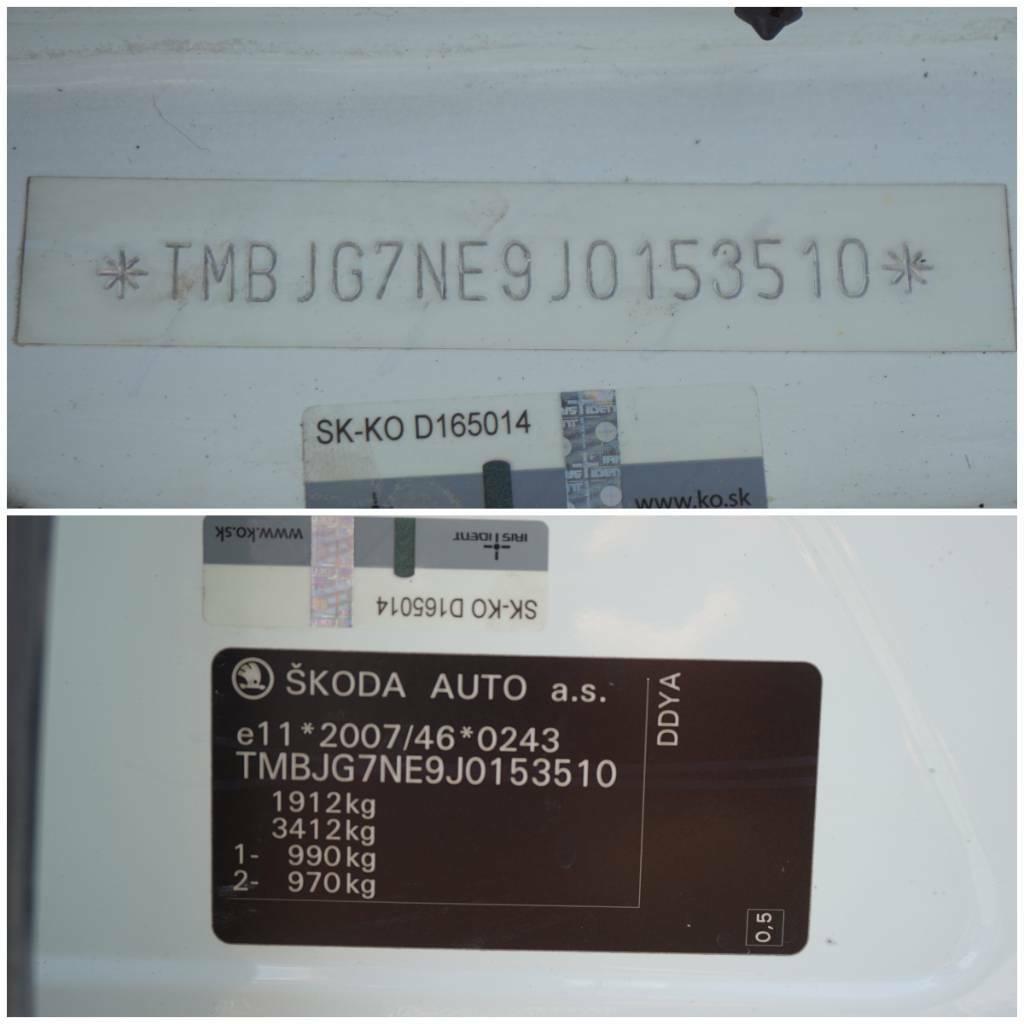 *TMBJG7NE9J0153510*
SK-KO D165014
www.ko.sk
www.ko.sk
IRIS IDENT
SK-KO D165014
ŠKODA AUTO a.s.
DDYA
e11*2007/46*0243
TMBJG7NE9J0153510
1912kg
3412kg
1- 990kg
2- 970kg
0,5